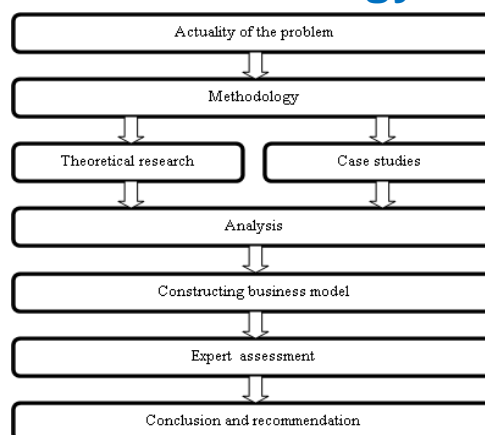 Actuality of the problem
Methodology
Theoretical research
Case studies
Analysis
Constructing business model
Expert assessment
Conclusion and recommendation